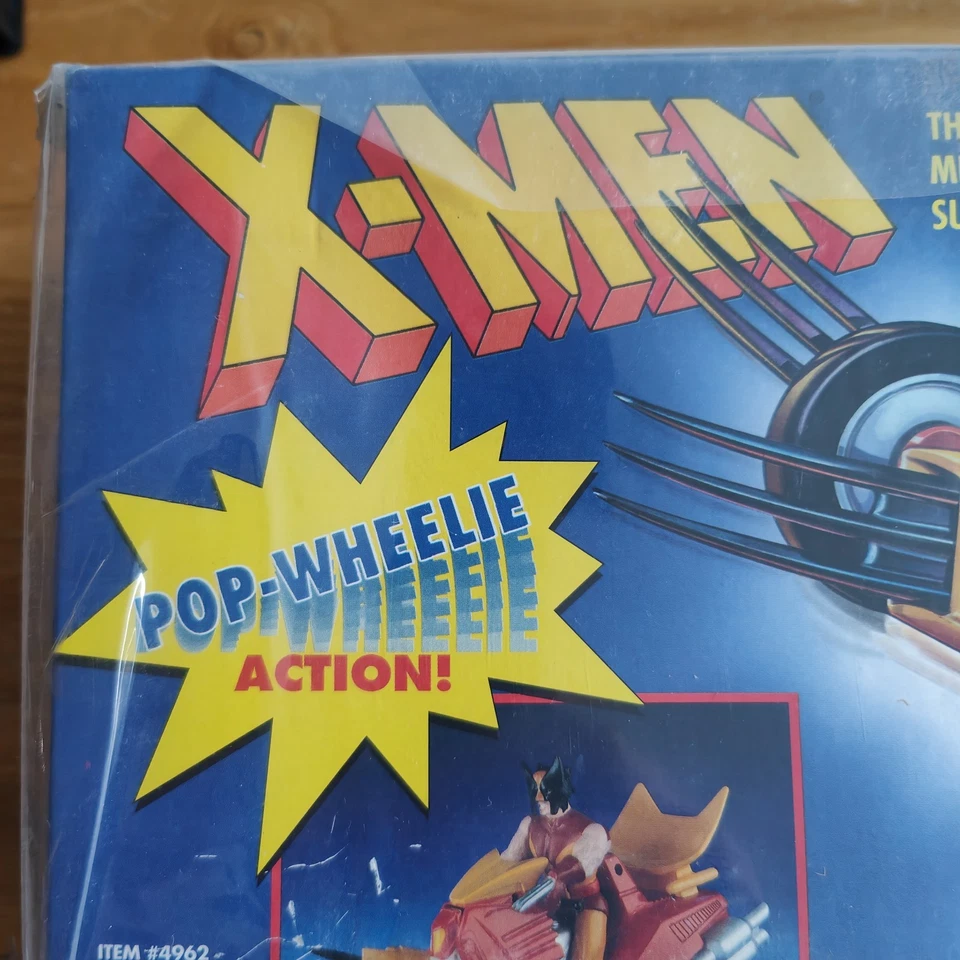 X-MEN
POP-WHEELIE
ACTION!
ITEM #4962